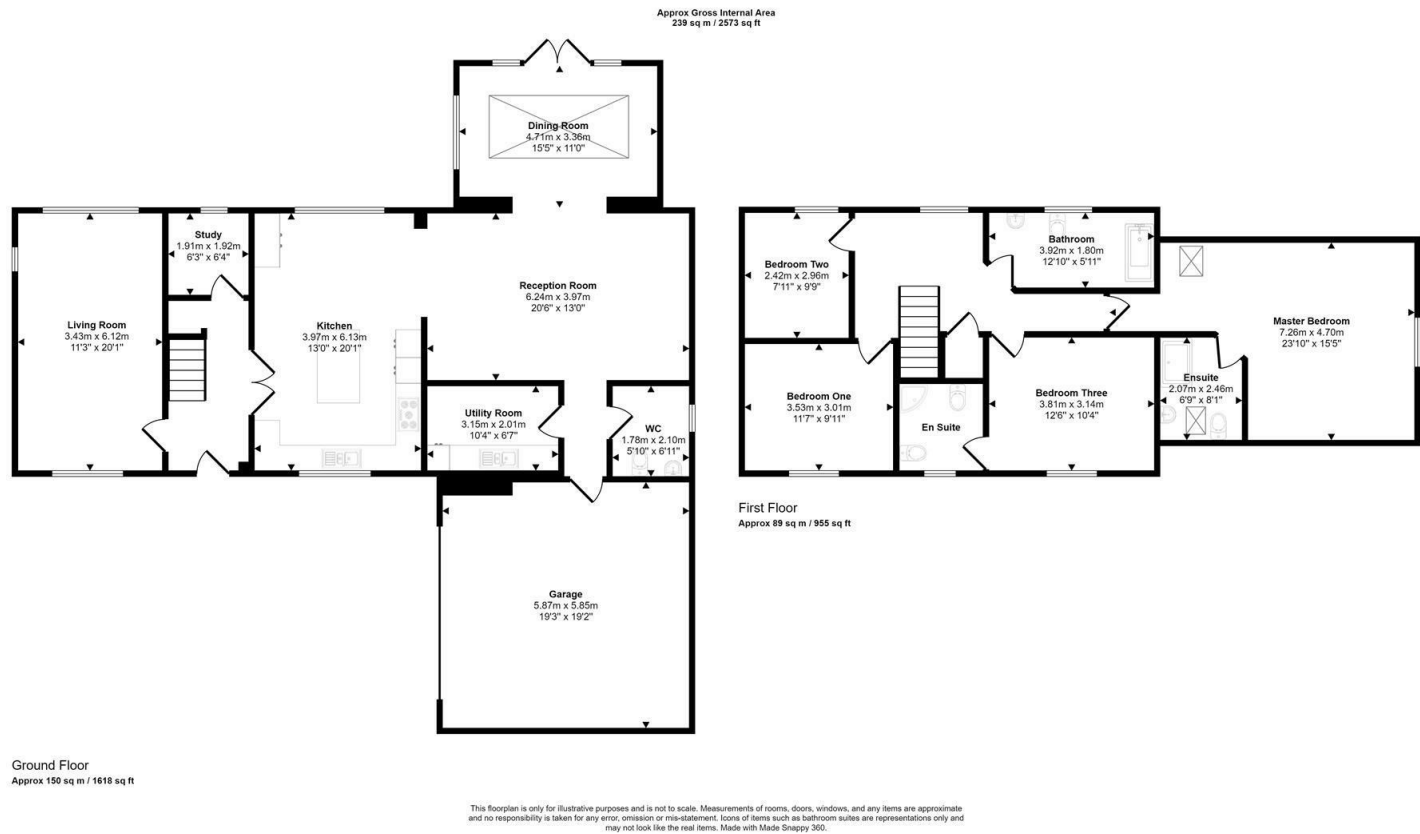 Approx Gross Internal Area
239 sq m / 2573 sq ft
Dining Room
4.71m x 3.36m
15'5" x 11'0"
Study
1.91m x 1.92m
6'3" x 6'4"
Living Room
3.43m x 6.12m
11'3" x 20'1"
Kitchen
3.97m x 6.13m
13'0" x 20'1"
Reception Room
6.24m x 3.97m
20'6" x 13'0"
Utility Room
3.15m x 2.01m
10'4" x 6'7"
WC
1.78m x 2.10m
5'10" x 6'11"
Garage
5.87m x 5.85m
19'3" x 19'2"
Ground Floor
Approx 150 sq m / 1618 sq ft
Bedroom Two
2.42m x 2.96m
7'11" x 9'9"
Bathroom
3.92m x 1.80m
12'10" x 5'11"
Master Bedroom
7.26m x 4.70m
23'10" x 15'5"
Bedroom One
3.53m x 3.01m
11'7" x 9'11"
En Suite
Bedroom Three
3.81m x 3.14m
12'6" x 10'4"
Ensuite
2.07m x 2.46m
6'9" x 8'1"
First Floor
Approx 89 sq m / 955 sq ft
This floorplan is only for illustrative purposes and is not to scale. Measurements of rooms, doors, windows, and any items are approximate
and no responsibility is taken for any error, omission or mis-statement. Icons of items such as bathroom suites are representations only and
may not look like the real items. Made with Made Snappy 360.